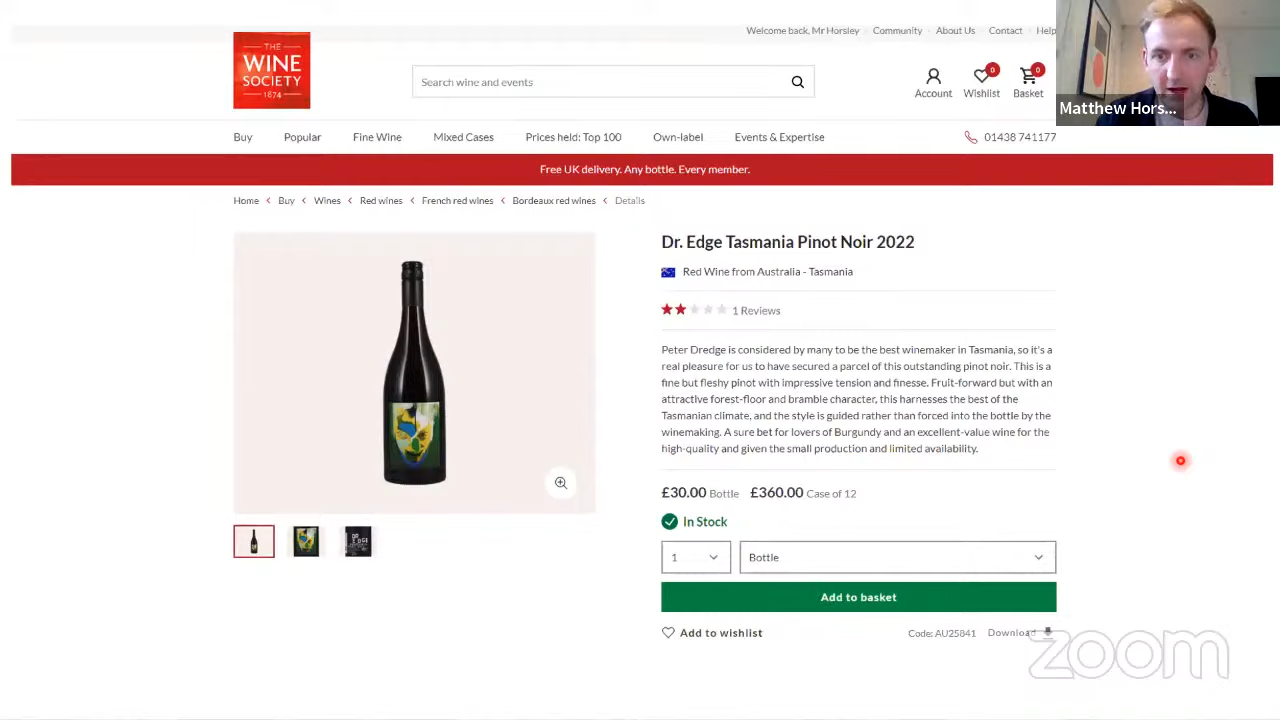 Welcome back, Mr Horsley
Community
About Us
Contact
Help
THE
WINE
SOCIETY
1874
Search wine and events
0
0
Account
Wishlist
Basket
Matthew Hors...
Buy
Popular
Fine Wine
Mixed Cases
Prices held: Top 100
Own-label
Events & Expertise
01438 741177
Free UK delivery. Any bottle. Every member.
Home < Buy < Wines < Red wines < French red wines < Bordeaux red wines < Details
Dr. Edge Tasmania Pinot Noir 2022
Red Wine from Australia - Tasmania
1 Reviews
Peter Dredge is considered by many to be the best winemaker in Tasmania, so it's a
real pleasure for us to have secured a parcel of this outstanding pinot noir. This is a
fine but fleshy pinot with impressive tension and finesse. Fruit-forward but with an
attractive forest-floor and bramble character, this harnesses the best of the
Tasmanian climate, and the style is guided rather than forced into the bottle by the
winemaking. A sure bet for lovers of Burgundy and an excellent-value wine for the
high-quality and given the small production and limited availability.
£30.00 Bottle £360.00 Case of 12
In Stock
1
Bottle
Add to basket
Add to wishlist
Code: AU25841
Download
zoom